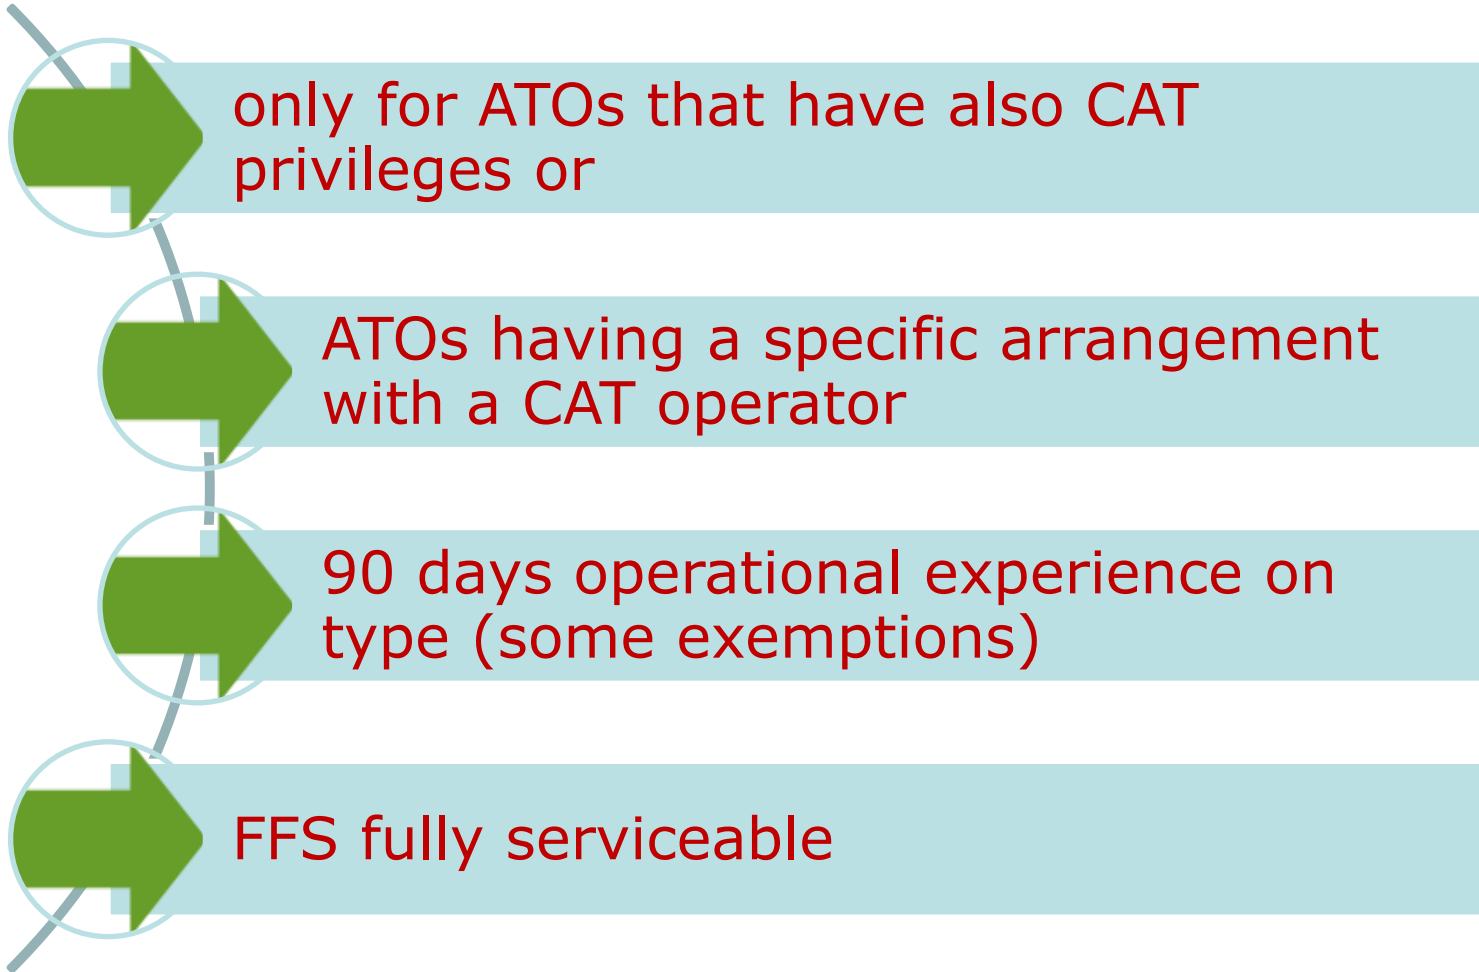 only for ATOs that have also CAT
privileges or
ATOs having a specific arrangement
with a CAT operator
90 days operational experience on
type (some exemptions)
FFS fully serviceable